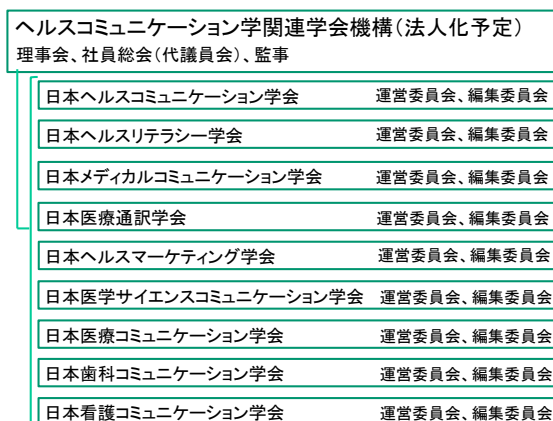 ヘルスコミュニケーション学関連学会機構(法人化予定)
理事会、社員総会(代議員会)、監事
日本ヘルスコミュニケーション学会 運営委員会、編集委員会
日本ヘルスリテラシー学会 運営委員会、編集委員会
日本メディカルコミュニケーション学会 運営委員会、編集委員会
日本医療通訳学会 運営委員会、編集委員会
日本ヘルスマーケティング学会 運営委員会、編集委員会
日本医学サイエンスコミュニケーション学会 運営委員会、編集委員会
日本医療コミュニケーション学会 運営委員会、編集委員会
日本歯科コミュニケーション学会 運営委員会、編集委員会
日本看護コミュニケーション学会 運営委員会、編集委員会